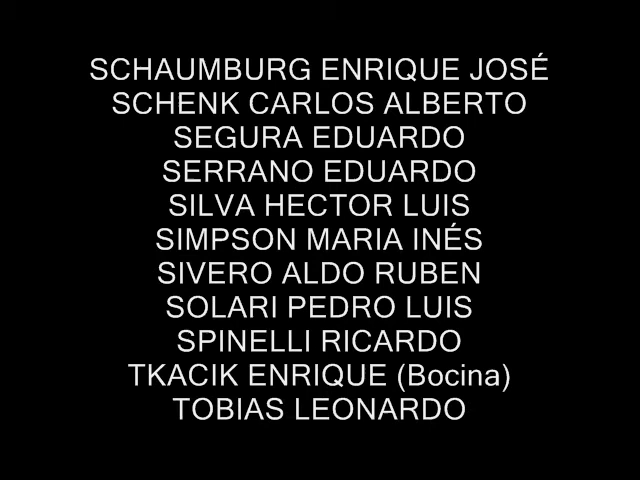 SCHAUMBURG ENRIQUE JOSÉ
SCHENK CARLOS ALBERTO
SEGURA EDUARDO
SERRANO EDUARDO
SILVA HECTOR LUIS
SIMPSON MARIA INÉS
SIVERO ALDO RUBEN
SOLARI PEDRO LUIS
SPINELLI RICARDO
TKACIK ENRIQUE (Bocina)
TOBIAS LEONARDO